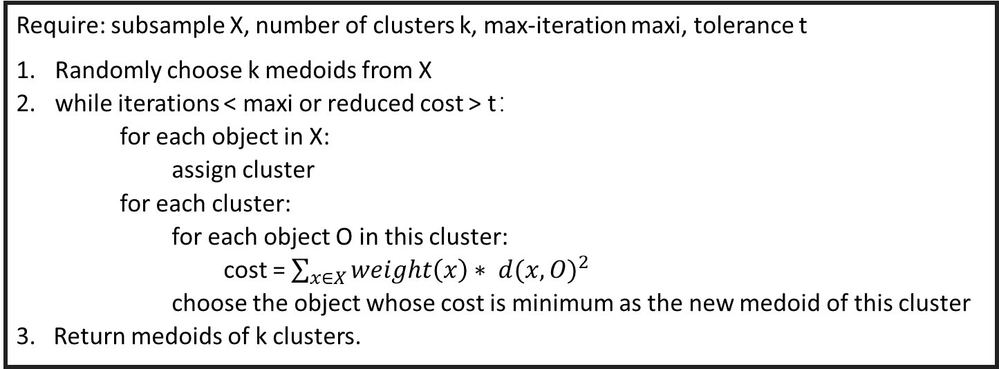 Require: subsample X, number of clusters k, max-iteration maxi, tolerance t
1. Randomly choose k medoids from X
2. while iterations < maxi or reduced cost > t:
for each object in X:
assign cluster
for each cluster:
for each object O in this cluster:
cost = ∑_{x∈X} weight(x) * d(x, O)²
choose the object whose cost is minimum as the new medoid of this cluster
3. Return medoids of k clusters.